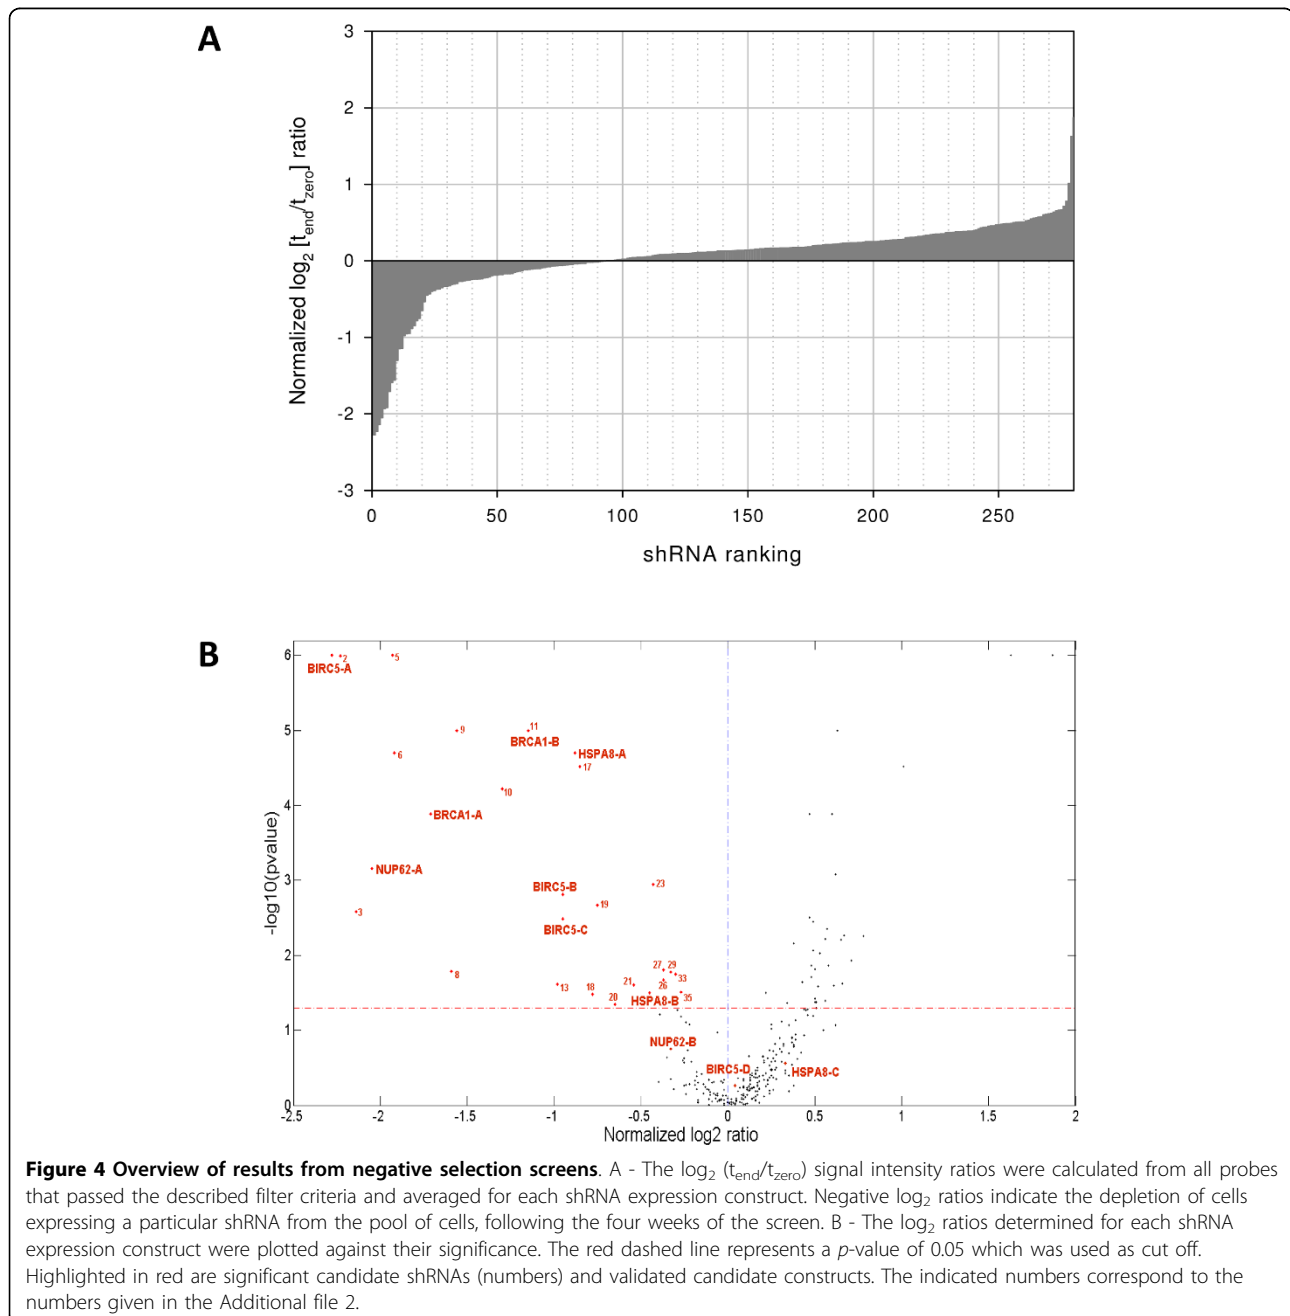 A
Normalized log2 [tend/tzero] ratio
3
2
1
0
-1
-2
-3
0 50 100 150 200 250
shRNA ranking
B
-log10(pvalue)
6
5
4
3
2
1
0
2 5
BIRC5-A
9 11
BRCA1-B
6 HSPA8-A
17
10
BRCA1-A
NUP62-A
BIRC5-B 23
19
3
BIRC5-C
27 29
8 33
21 26
13 18 35
20 HSPA8-B
NUP62-B
BIRC5-D HSPA8-C
-2.5 -2 -1.5 -1 -0.5 0 0.5 1 1.5 2
Normalized log2 ratio
Figure 4 Overview of results from negative selection screens. A - The log2 (tend/tzero) signal intensity ratios were calculated from all probes
that passed the described filter criteria and averaged for each shRNA expression construct. Negative log2 ratios indicate the depletion of cells
expressing a particular shRNA from the pool of cells, following the four weeks of the screen. B - The log2 ratios determined for each shRNA
expression construct were plotted against their significance. The red dashed line represents a p-value of 0.05 which was used as cut off.
Highlighted in red are significant candidate shRNAs (numbers) and validated candidate constructs. The indicated numbers correspond to the
numbers given in the Additional file 2.